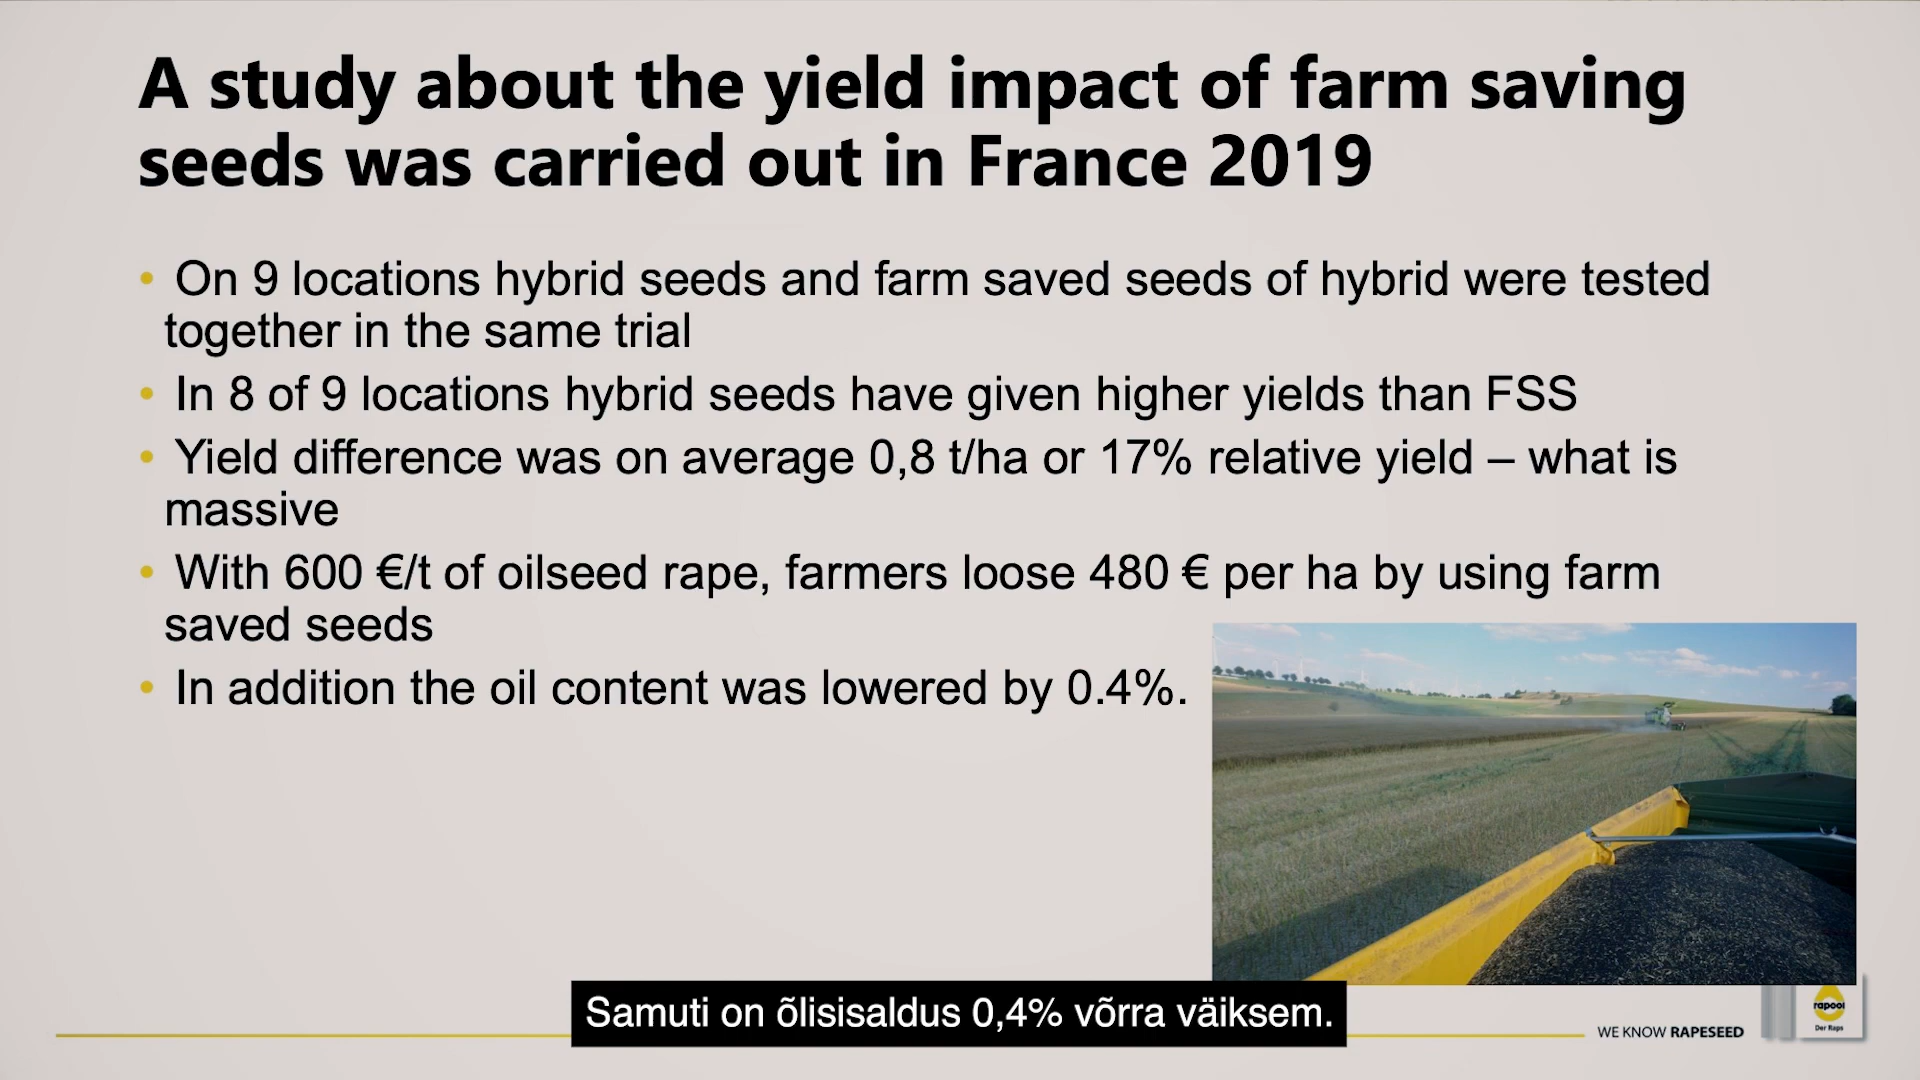 A study about the yield impact of farm saving
seeds was carried out in France 2019
• On 9 locations hybrid seeds and farm saved seeds of hybrid were tested
together in the same trial
• In 8 of 9 locations hybrid seeds have given higher yields than FSS
• Yield difference was on average 0,8 t/ha or 17% relative yield – what is
massive
• With 600 €/t of oilseed rape, farmers loose 480 € per ha by using farm
saved seeds
• In addition the oil content was lowered by 0.4%.
Samuti on õlisisaldus 0,4% võrra väiksem.
WE KNOW RAPESEED
rapool
Der Raps